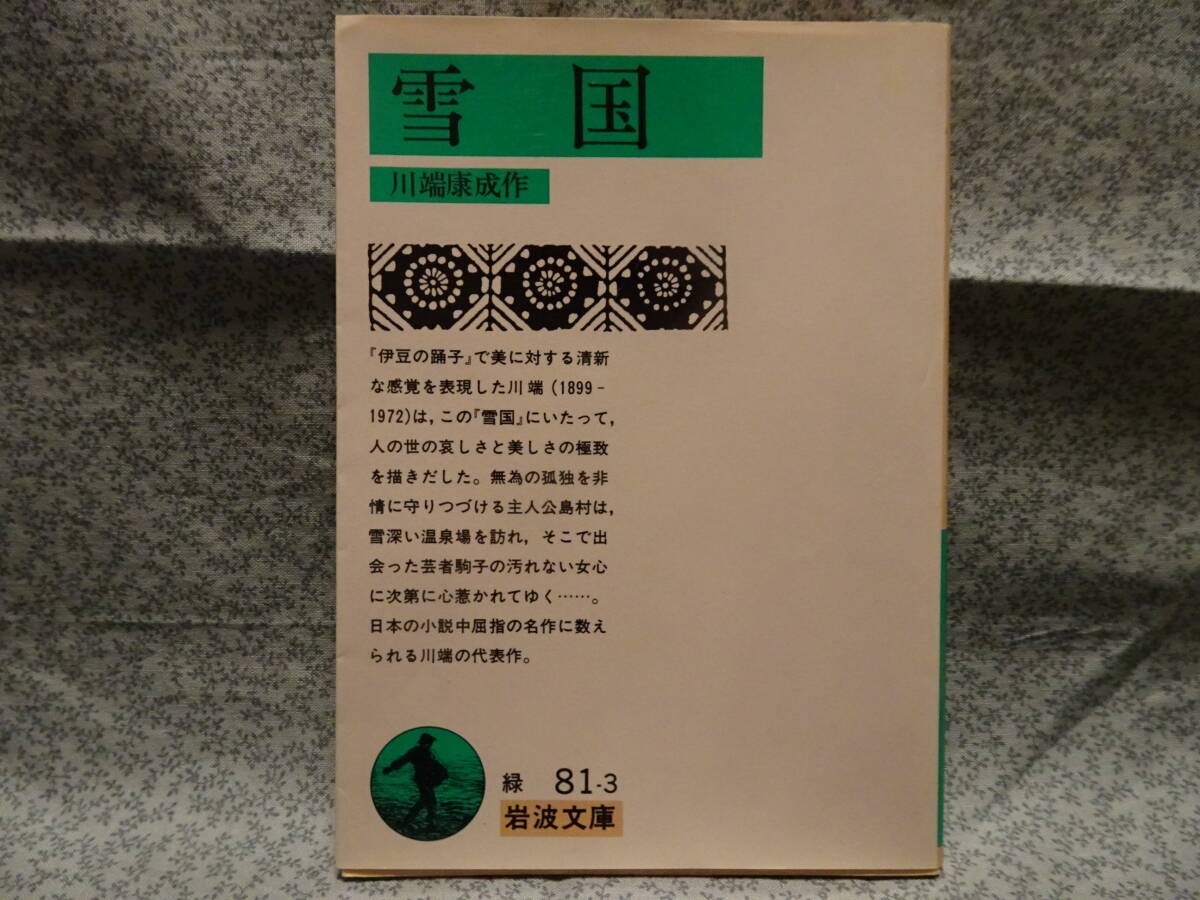 雪国
川端康成作
『伊豆の踊子』で美に対する清新
な感覚を表現した川端(1899-
1972)は,この『雪国』にいたって,
人の世の哀しさと美しさの極致
を描きだした。無為の孤独を非
情に守りつづける主人公島村は,
雪深い温泉場を訪れ,そこで出
会った芸者駒子の汚れない女心
に次第に心惹かれてゆく……。
日本の小説中屈指の名作に数え
られる川端の代表作。
緑 81-3
岩波文庫